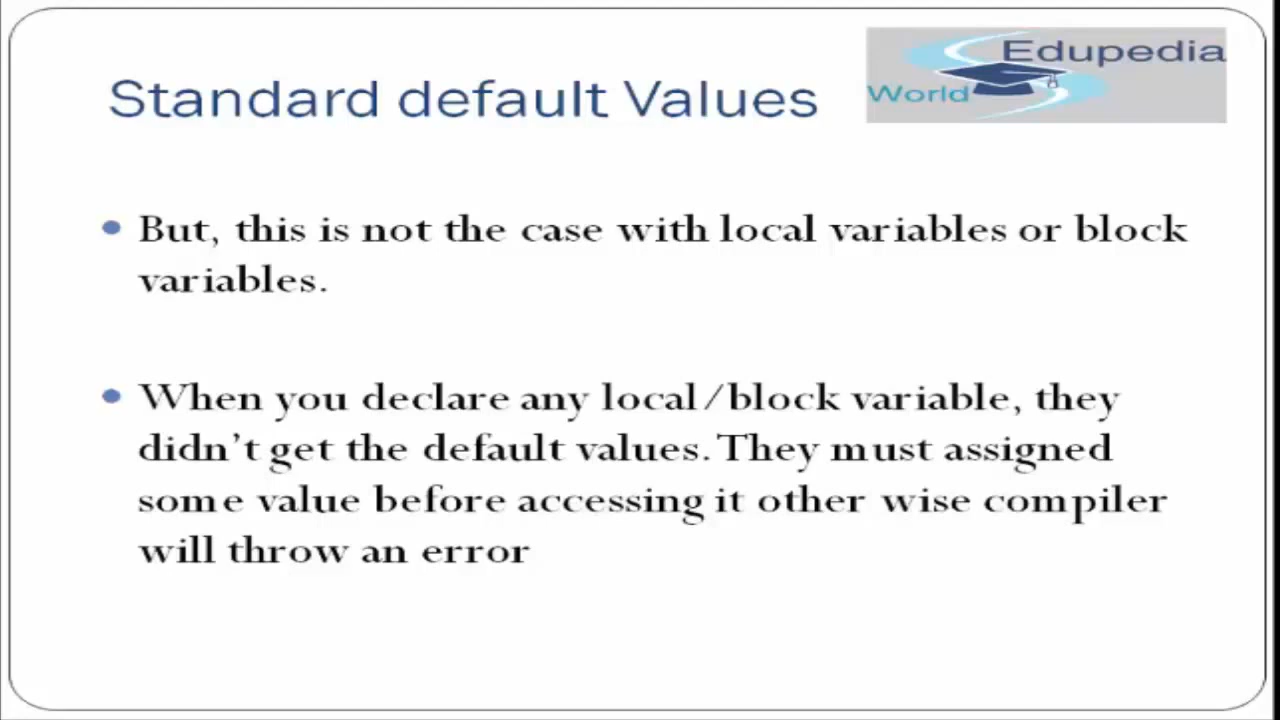 Edupedia
World
Standard default Values
But, this is not the case with local variables or block
variables.
When you declare any local/block variable, they
didn't get the default values. They must assigned
some value before accessing it other wise compiler
will throw an error